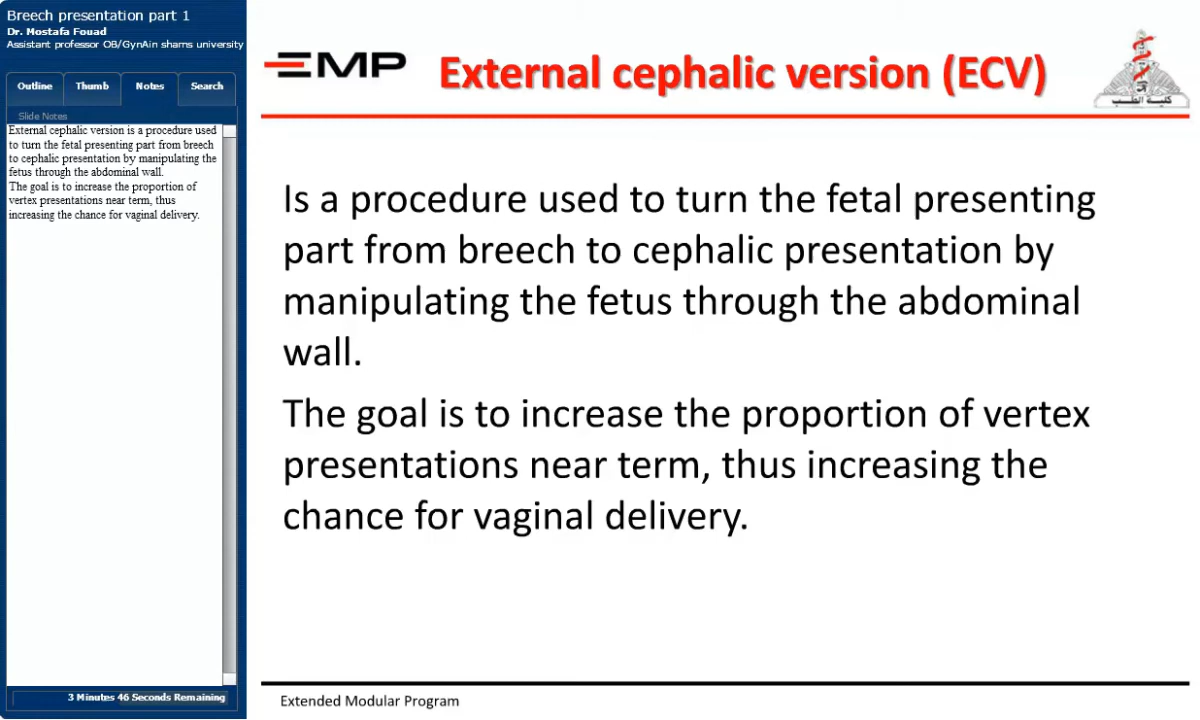 Breech presentation part 1
Dr. Mostafa Fouad
Assistant professor OB/GynAin shams university
Outline
Thumb
Notes
Search
Slide Notes
External cephalic version is a procedure used
to turn the fetal presenting part from breech
to cephalic presentation by manipulating the
fetus through the abdominal wall.
The goal is to increase the proportion of
vertex presentations near term, thus
increasing the chance for vaginal delivery.
3 Minutes 46 Seconds Remaining
EMP
External cephalic version (ECV)
كلية الطب
Is a procedure used to turn the fetal presenting
part from breech to cephalic presentation by
manipulating the fetus through the abdominal
wall.
The goal is to increase the proportion of vertex
presentations near term, thus increasing the
chance for vaginal delivery.
Extended Modular Program